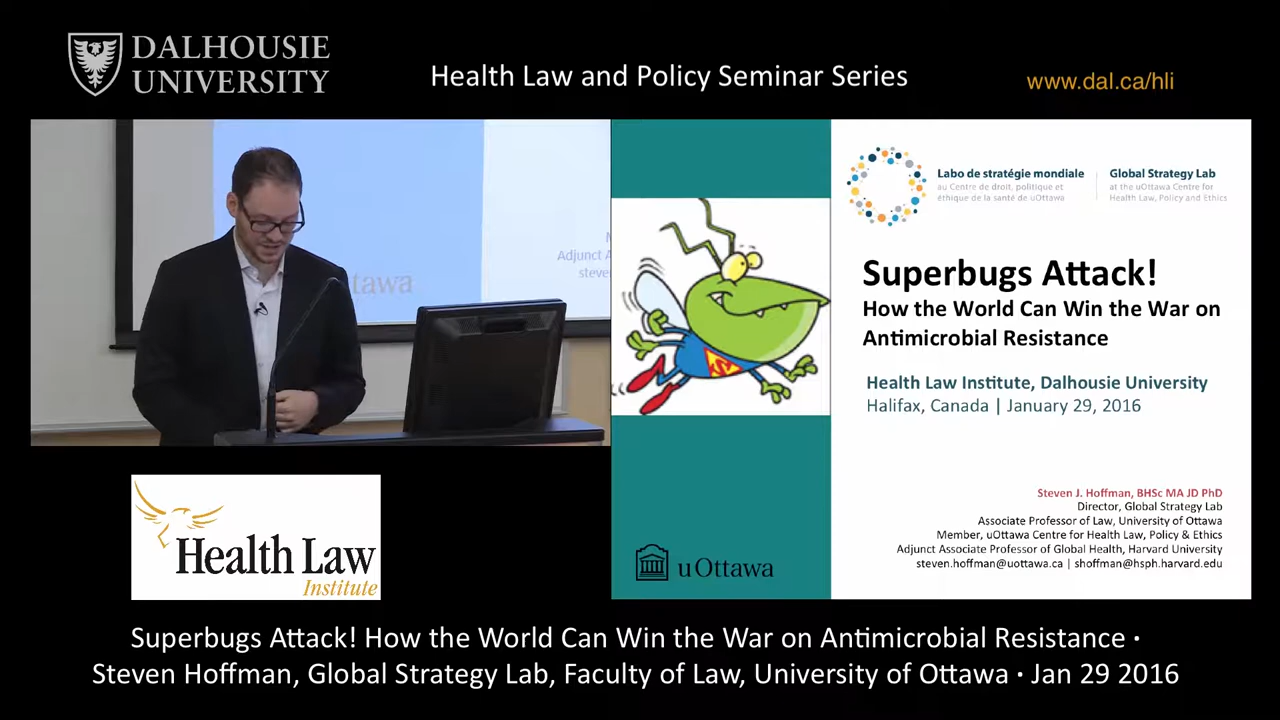 DALHOUSIE
UNIVERSITY
Health Law and Policy Seminar Series
www.dal.ca/hli
ttawa
Adjunct A
steve
Labo de stratégie mondiale
au Centre de droit, politique et
éthique de la santé de uOttawa
Global Strategy Lab
at the uOttawa Centre for
Health Law, Policy and Ethics
Superbugs Attack!
How the World Can Win the War on
Antimicrobial Resistance
Health Law Institute, Dalhousie University
Halifax, Canada | January 29, 2016
Steven J. Hoffman, BHSc MA JD PhD
Director, Global Strategy Lab
Associate Professor of Law, University of Ottawa
Member, uOttawa Centre for Health Law, Policy & Ethics
Adjunct Associate Professor of Global Health, Harvard University
steven.hoffman@uottawa.ca | shoffman@hsph.harvard.edu
uOttawa
Health Law
Institute
Superbugs Attack! How the World Can Win the War on Antimicrobial Resistance •
Steven Hoffman, Global Strategy Lab, Faculty of Law, University of Ottawa • Jan 29 2016